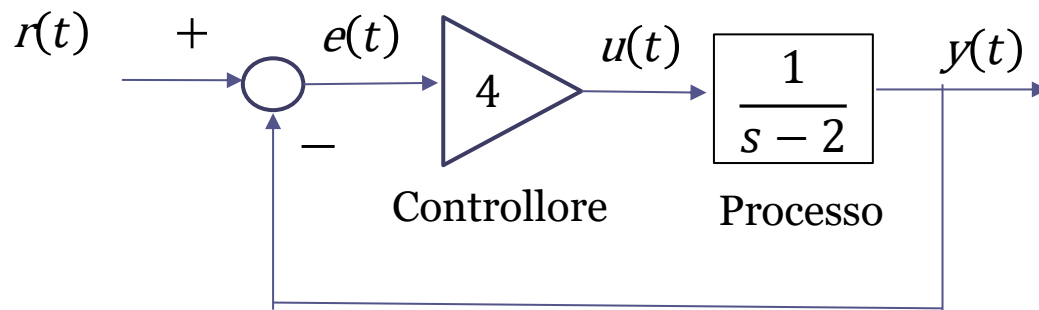 r(t) + e(t) 4 u(t) 1 y(t)
s − 2
−
Controllore Processo